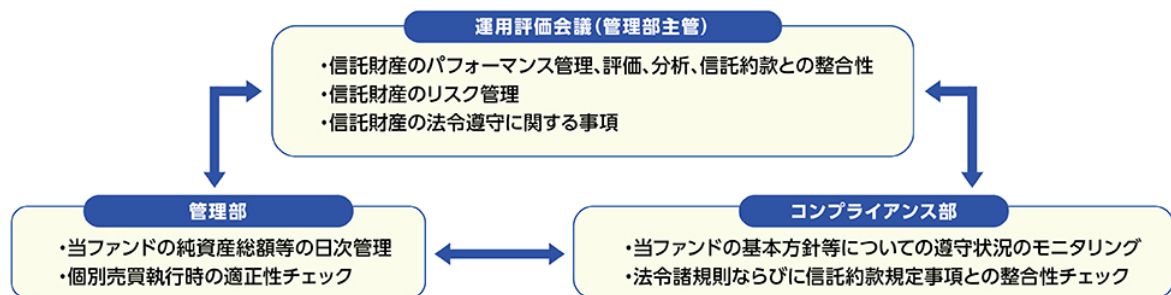 運用評価会議（管理部主管）
・信託財産のパフォーマンス管理、評価、分析、信託約款との整合性
・信託財産のリスク管理
・信託財産の法令遵守に関する事項
管理部
・当ファンドの純資産総額等の日次管理
・個別売買執行時の適正性チェック
コンプライアンス部
・当ファンドの基本方針等についての遵守状況のモニタリング
・法令諸規則ならびに信託約款規定事項との整合性チェック